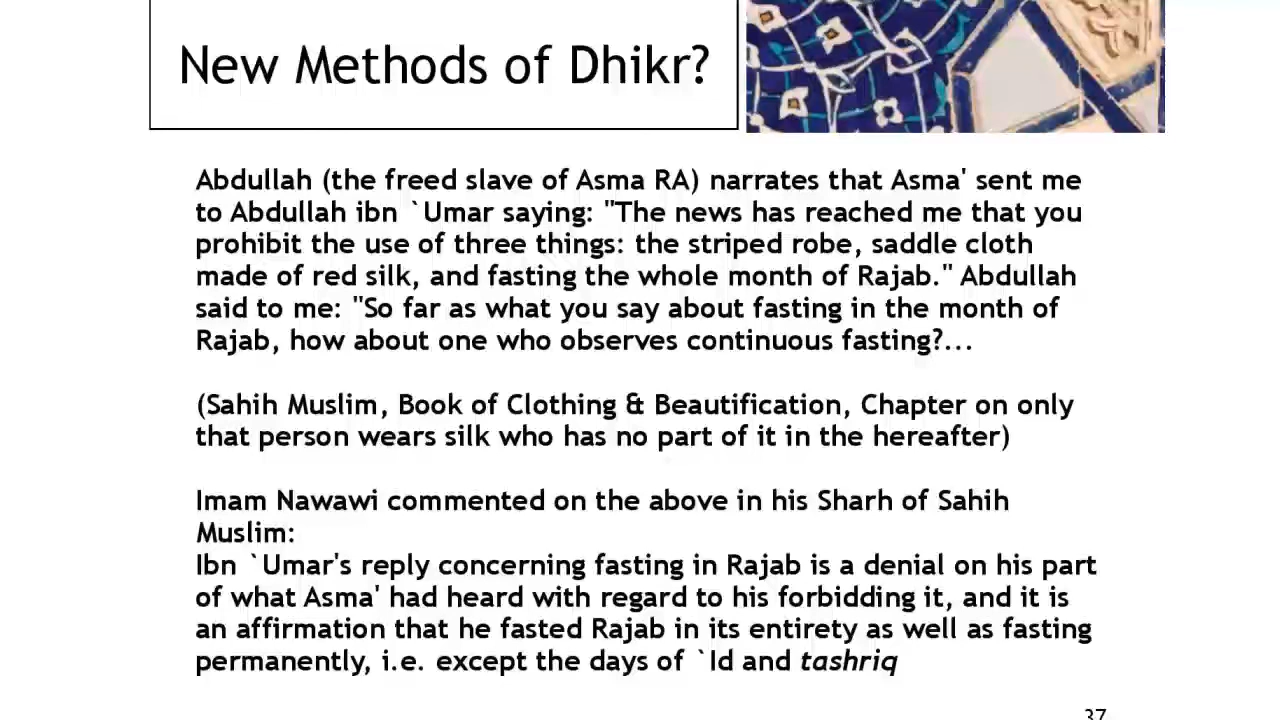 New Methods of Dhikr?
Abdullah (the freed slave of Asma RA) narrates that Asma' sent me
to Abdullah ibn `Umar saying: "The news has reached me that you
prohibit the use of three things: the striped robe, saddle cloth
made of red silk, and fasting the whole month of Rajab." Abdullah
said to me: "So far as what you say about fasting in the month of
Rajab, how about one who observes continuous fasting?...
(Sahih Muslim, Book of Clothing & Beautification, Chapter on only
that person wears silk who has no part of it in the hereafter)
Imam Nawawi commented on the above in his Sharh of Sahih
Muslim:
Ibn `Umar's reply concerning fasting in Rajab is a denial on his part
of what Asma' had heard with regard to his forbidding it, and it is
an affirmation that he fasted Rajab in its entirety as well as fasting
permanently, i.e. except the days of `Id and tashriq
37